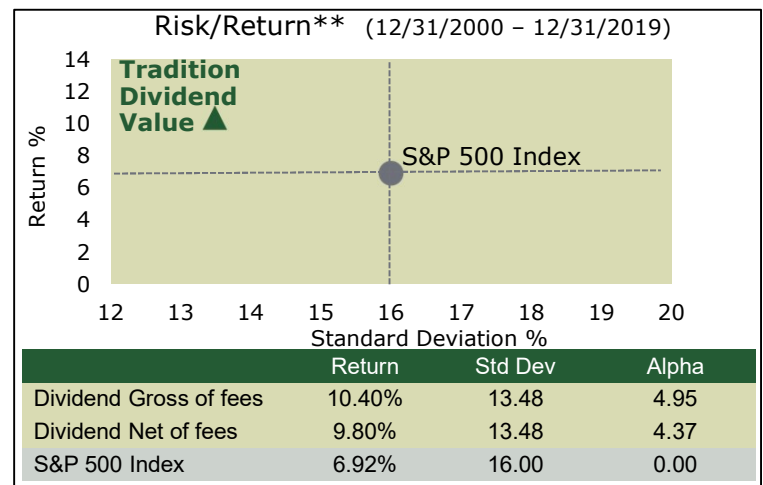 Risk/Return** (12/31/2000 – 12/31/2019)
14
12
10
8
6
4
2
0
Return %
Tradition
Dividend
Value
S&P 500 Index
12 13 14 15 16 17 18 19 20
Standard Deviation %
Return Std Dev Alpha
Dividend Gross of fees 10.40% 13.48 4.95
Dividend Net of fees 9.80% 13.48 4.37
S&P 500 Index 6.92% 16.00 0.00